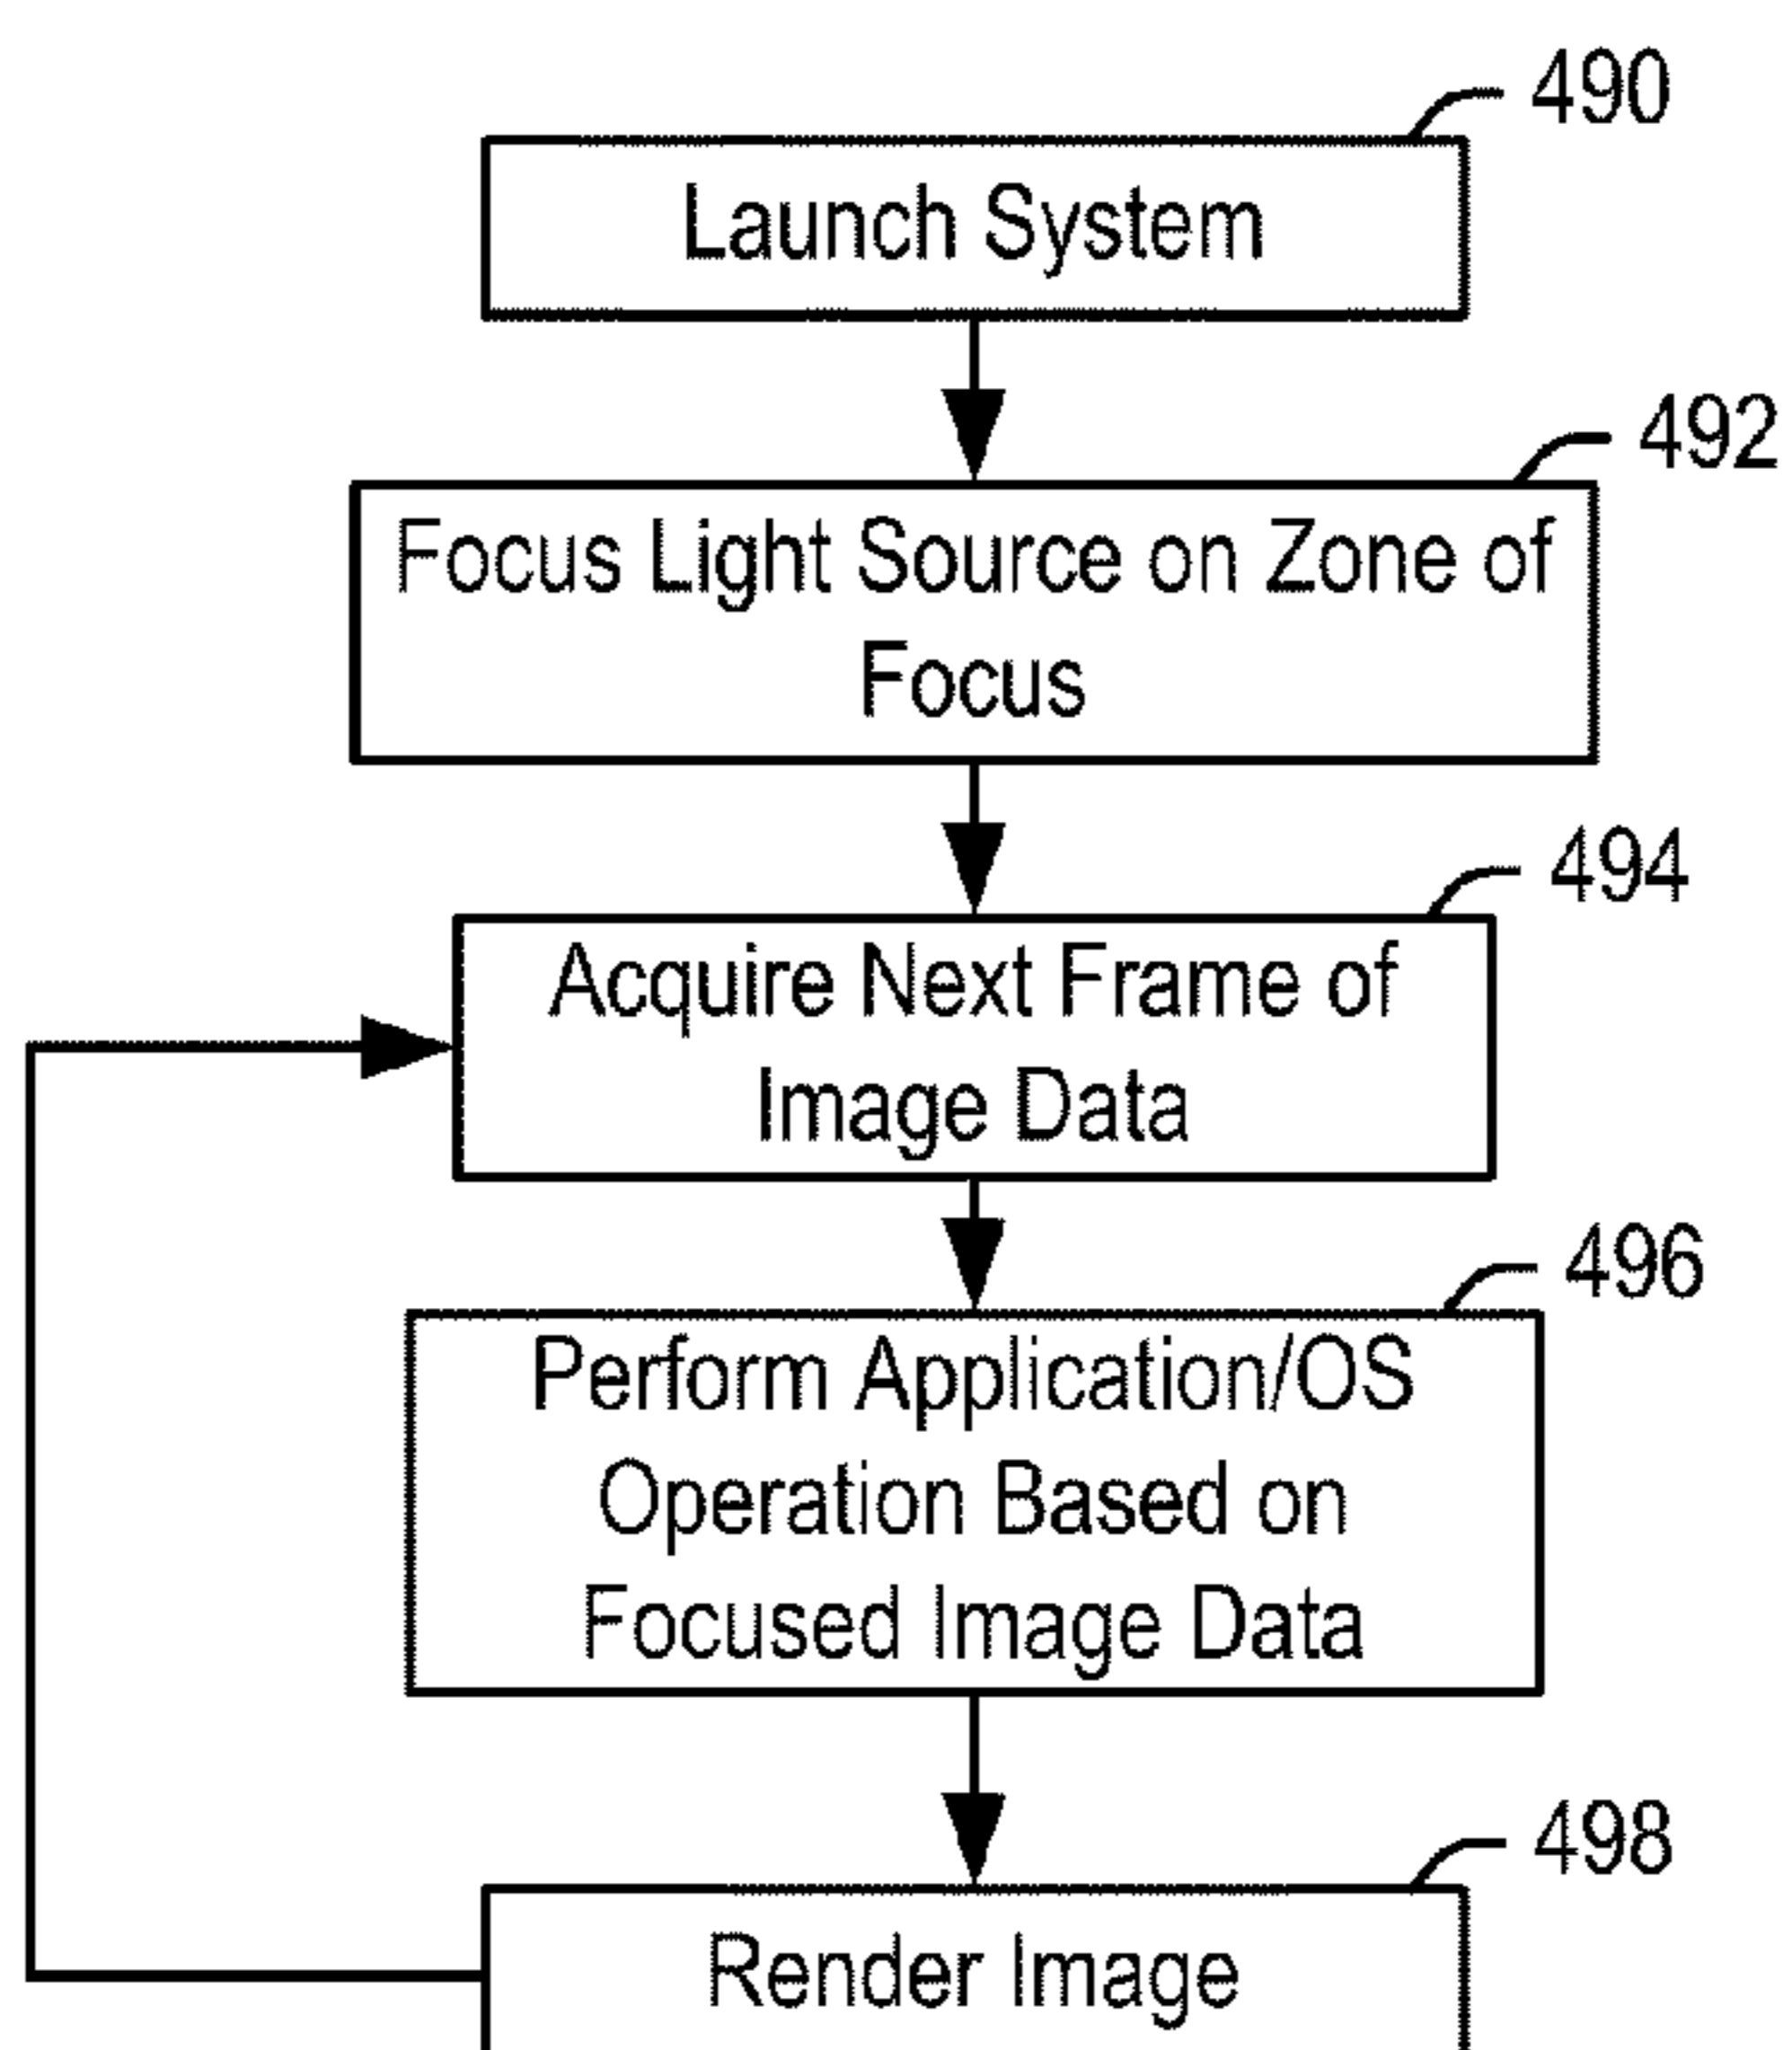 490
Launch System
492
Focus Light Source on Zone of
Focus
494
Acquire Next Frame of
Image Data
496
Perform Application/OS
Operation Based on
Focused Image Data
498
Render Image